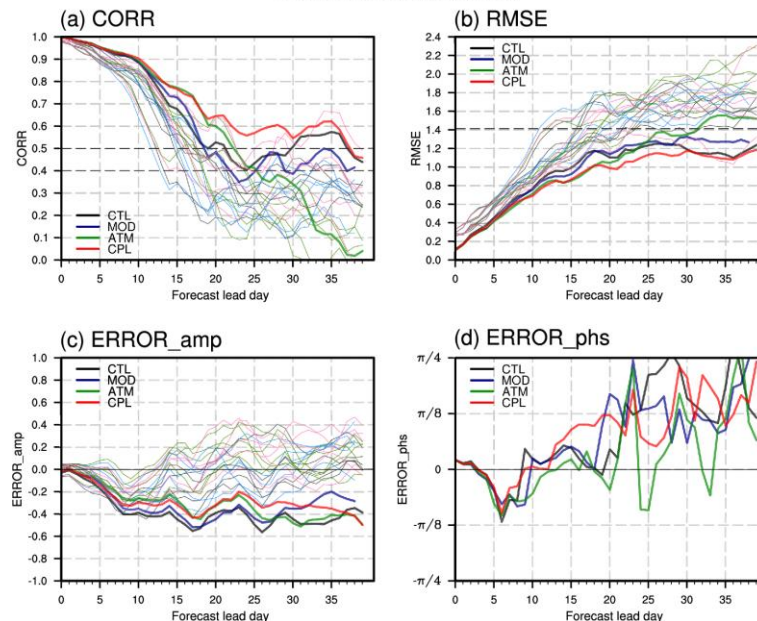 (a) CORR
(b) RMSE
1.0
0.9
0.8
0.7
0.6
0.5
0.4
0.3
0.2
0.1
0.0
CORR
CTL
MOD
ATM
CPL
0 5 10 15 20 25 30 35
Forecast lead day
2.4
2.2
2.0
1.8
1.6
1.4
1.2
1.0
0.8
0.6
0.4
0.2
0.0
RMSE
CTL
MOD
ATM
CPL
0 5 10 15 20 25 30 35
Forecast lead day
(c) ERROR_amp
(d) ERROR_phs
1.0
0.8
0.6
0.4
0.2
0.0
-0.2
-0.4
-0.6
-0.8
-1.0
ERROR_amp
CTL
MOD
ATM
CPL
0 5 10 15 20 25 30 35
Forecast lead day
π/4
π/8
0
-π/8
-π/4
ERROR_phs
CTL
MOD
ATM
CPL
0 5 10 15 20 25 30 35
Forecast lead day